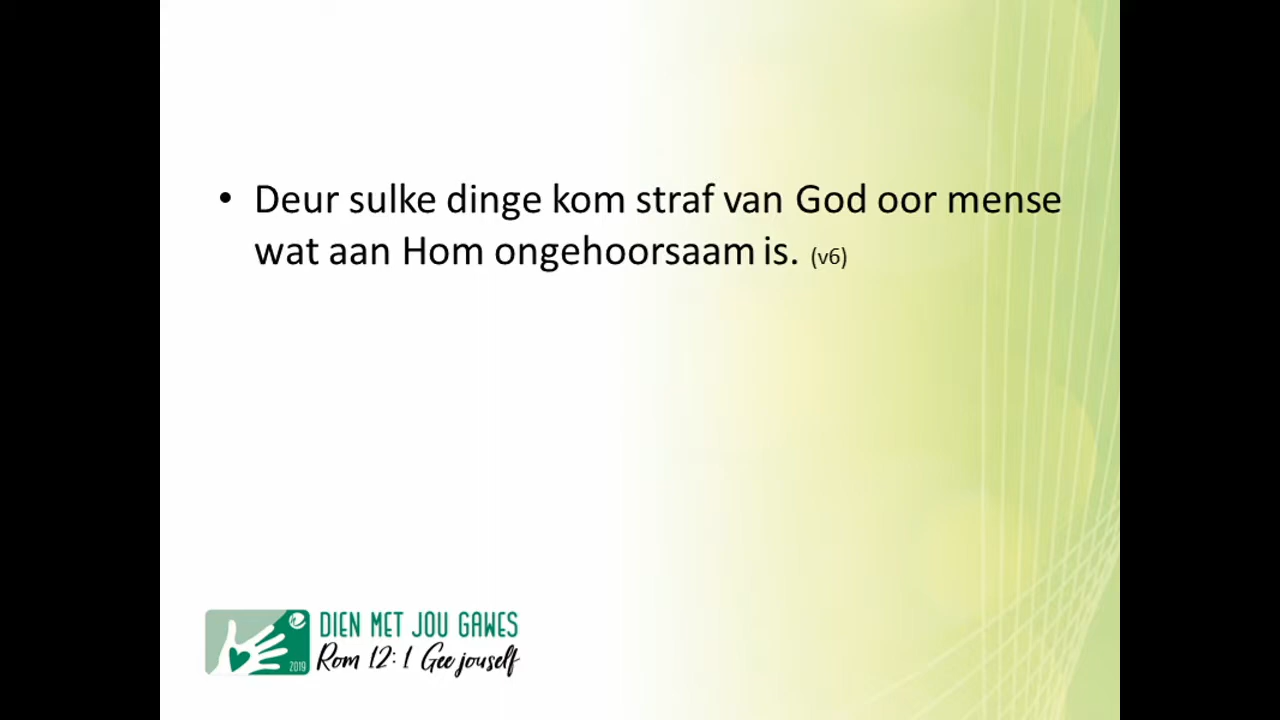 • Deur sulke dinge kom straf van God oor mense
wat aan Hom ongehoorsaam is. (v6)
DIEN MET JOU GAWES
2019
Rom 12: 1 Gee jouself